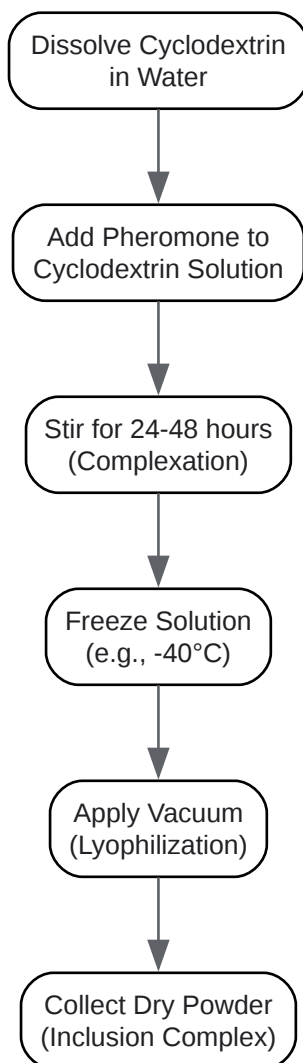 Dissolve Cyclodextrin
in Water
Add Pheromone to
Cyclodextrin Solution
Stir for 24-48 hours
(Complexation)
Freeze Solution
(e.g., -40°C)
Apply Vacuum
(Lyophilization)
Collect Dry Powder
(Inclusion Complex)